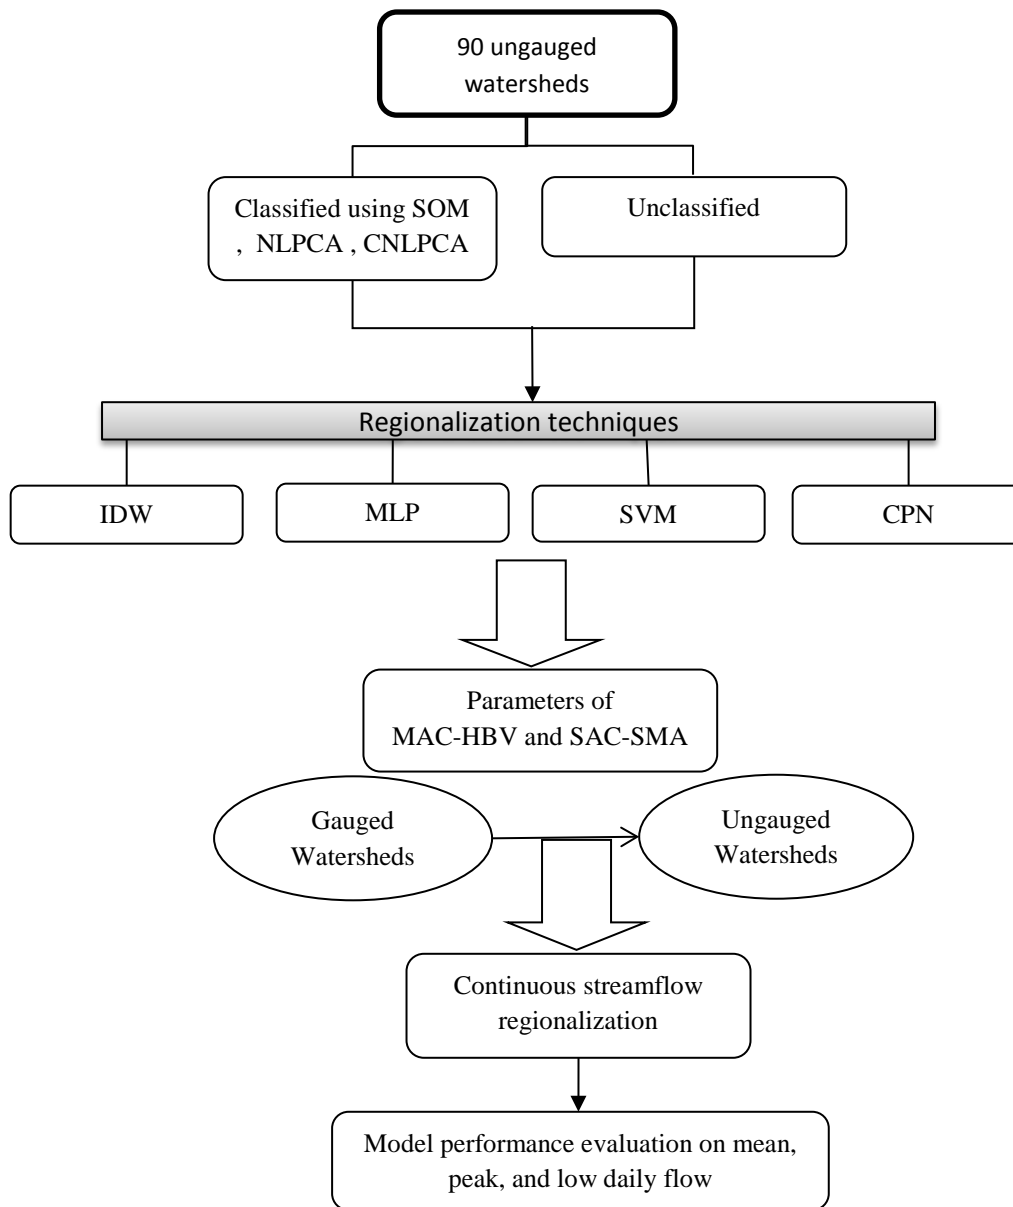 90 ungauged
watersheds
Classified using SOM
, NLPCA , CNLPCA
Unclassified
Regionalization techniques
IDW
MLP
SVM
CPN
Parameters of
MAC-HBV and SAC-SMA
Gauged
Watersheds
Ungauged
Watersheds
Continuous streamflow
regionalization
Model performance evaluation on mean,
peak, and low daily flow